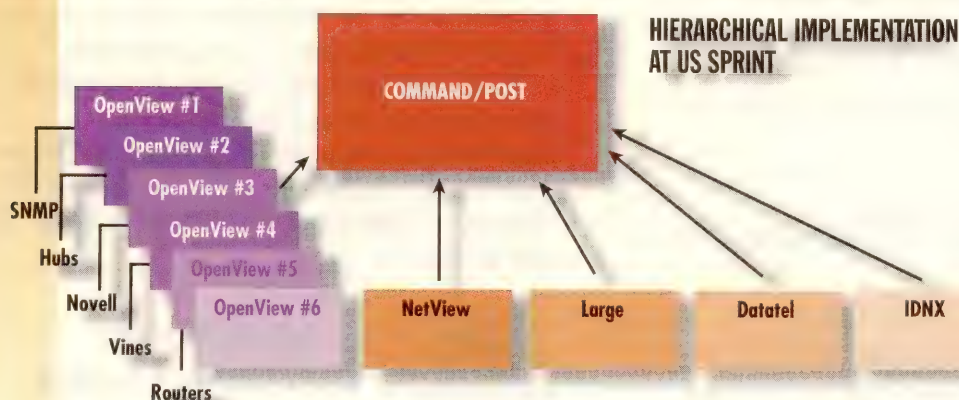 HIERARCHICAL IMPLEMENTATION
AT US SPRINT
COMMAND/POST
OpenView #1
OpenView #2
OpenView #3
OpenView #4
OpenView #5
OpenView #6
SNMP
Hubs
Novell
Vines
Routers
NetView
Large
Datatel
IDNX